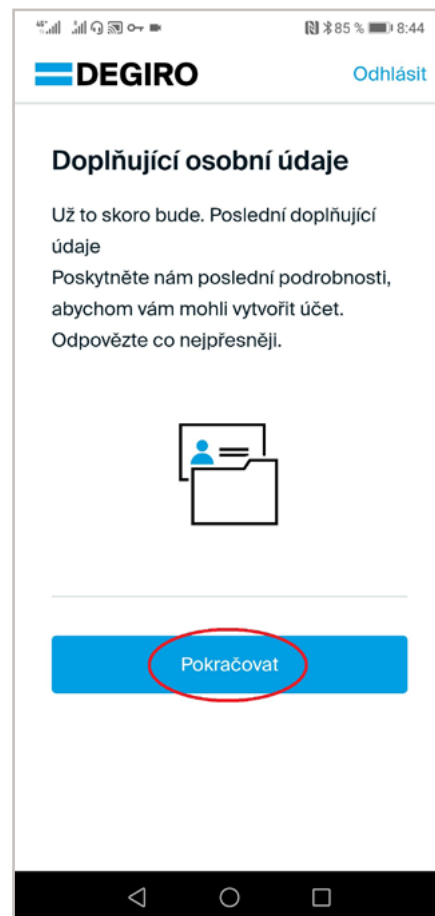 85 % 8:44
DEGIRO
Odhlásit
Doplňující osobní údaje
Už to skoro bude. Poslední doplňující
údaje
Poskytněte nám poslední podrobnosti,
abychom vám mohli vytvořit účet.
Odpovězte co nejpřesněji.
Pokračovat